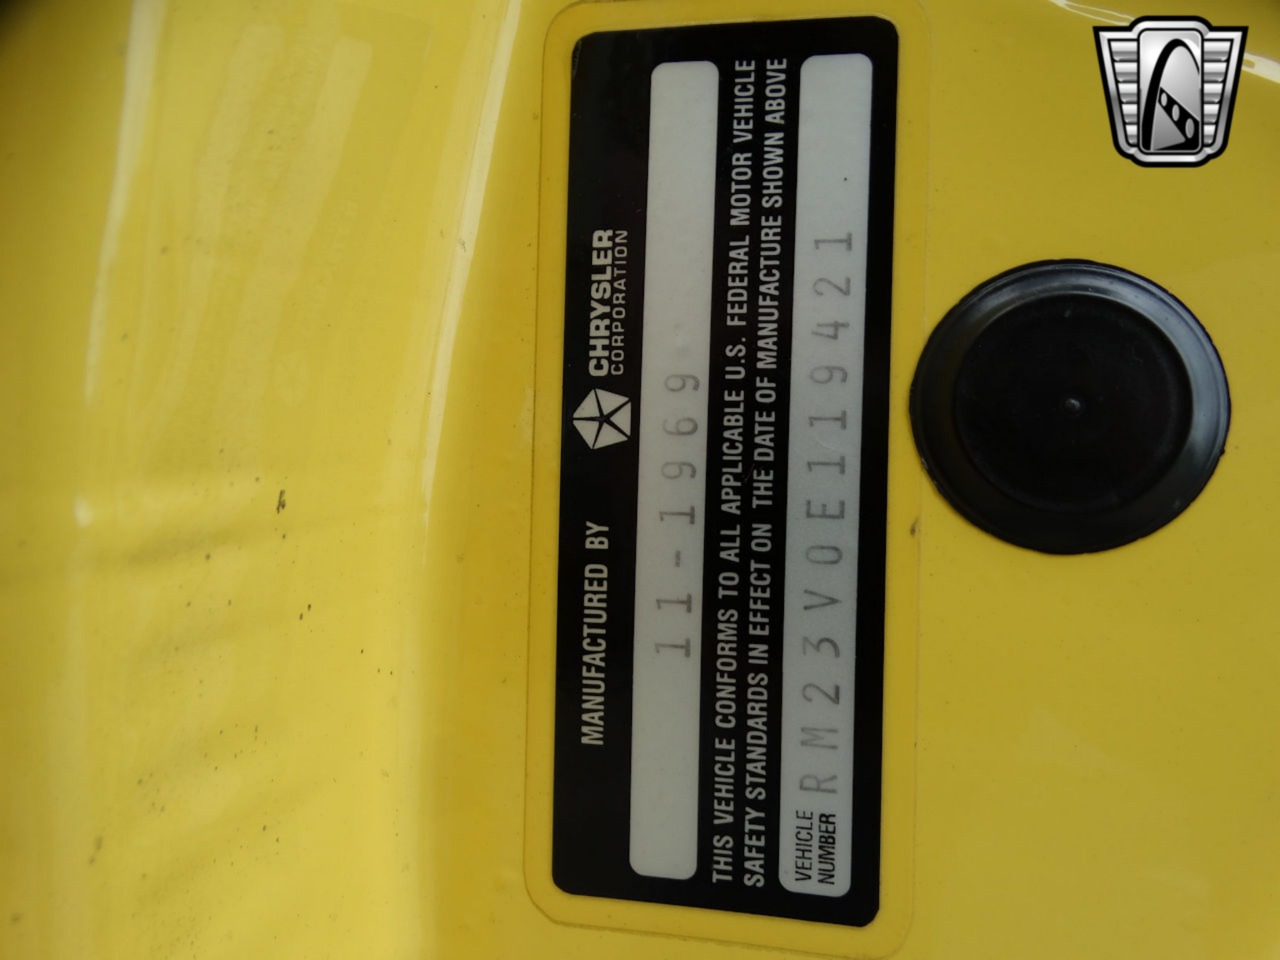 MANUFACTURED BY CHRYSLER CORPORATION
11-1969
THIS VEHICLE CONFORMS TO ALL APPLICABLE U.S. FEDERAL MOTOR VEHICLE
SAFETY STANDARDS IN EFFECT ON THE DATE OF MANUFACTURE SHOWN ABOVE
VEHICLE NUMBER RM23V0E119421